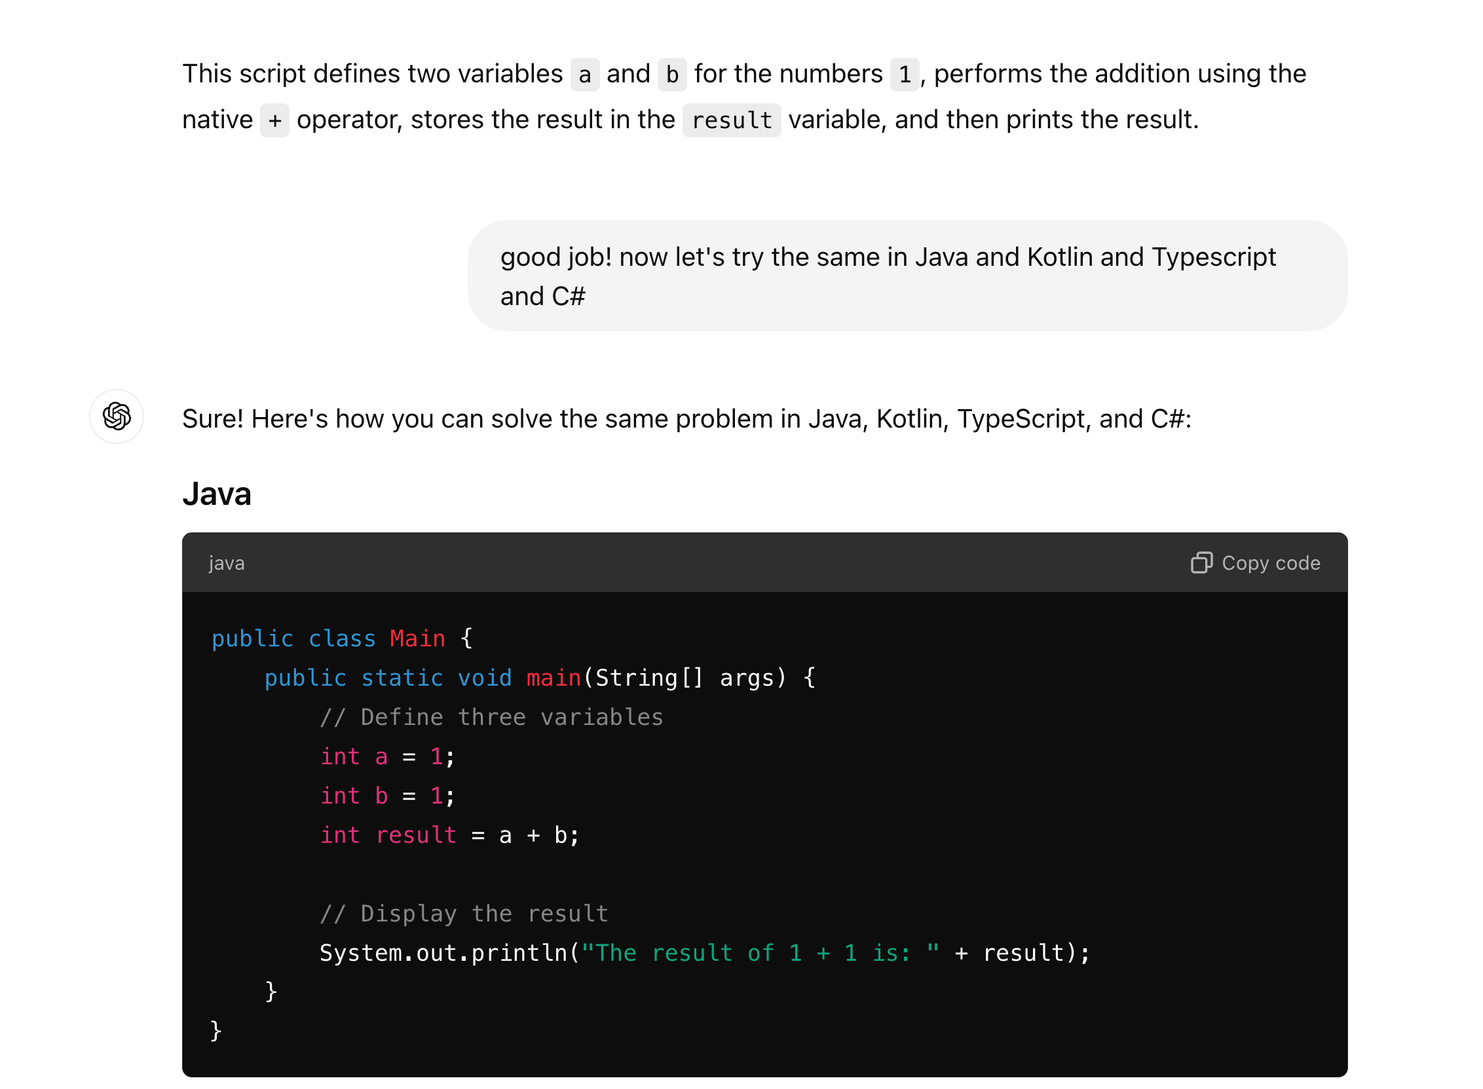 This script defines two variables a and b for the numbers 1, performs the addition using the
native + operator, stores the result in the result variable, and then prints the result.
good job! now let's try the same in Java and Kotlin and Typescript
and C#
Sure! Here's how you can solve the same problem in Java, Kotlin, TypeScript, and C#:
Java
java
Copy code
public class Main {
    public static void main(String[] args) {
        // Define three variables
        int a = 1;
        int b = 1;
        int result = a + b;

        // Display the result
        System.out.println("The result of 1 + 1 is: " + result);
    }
}